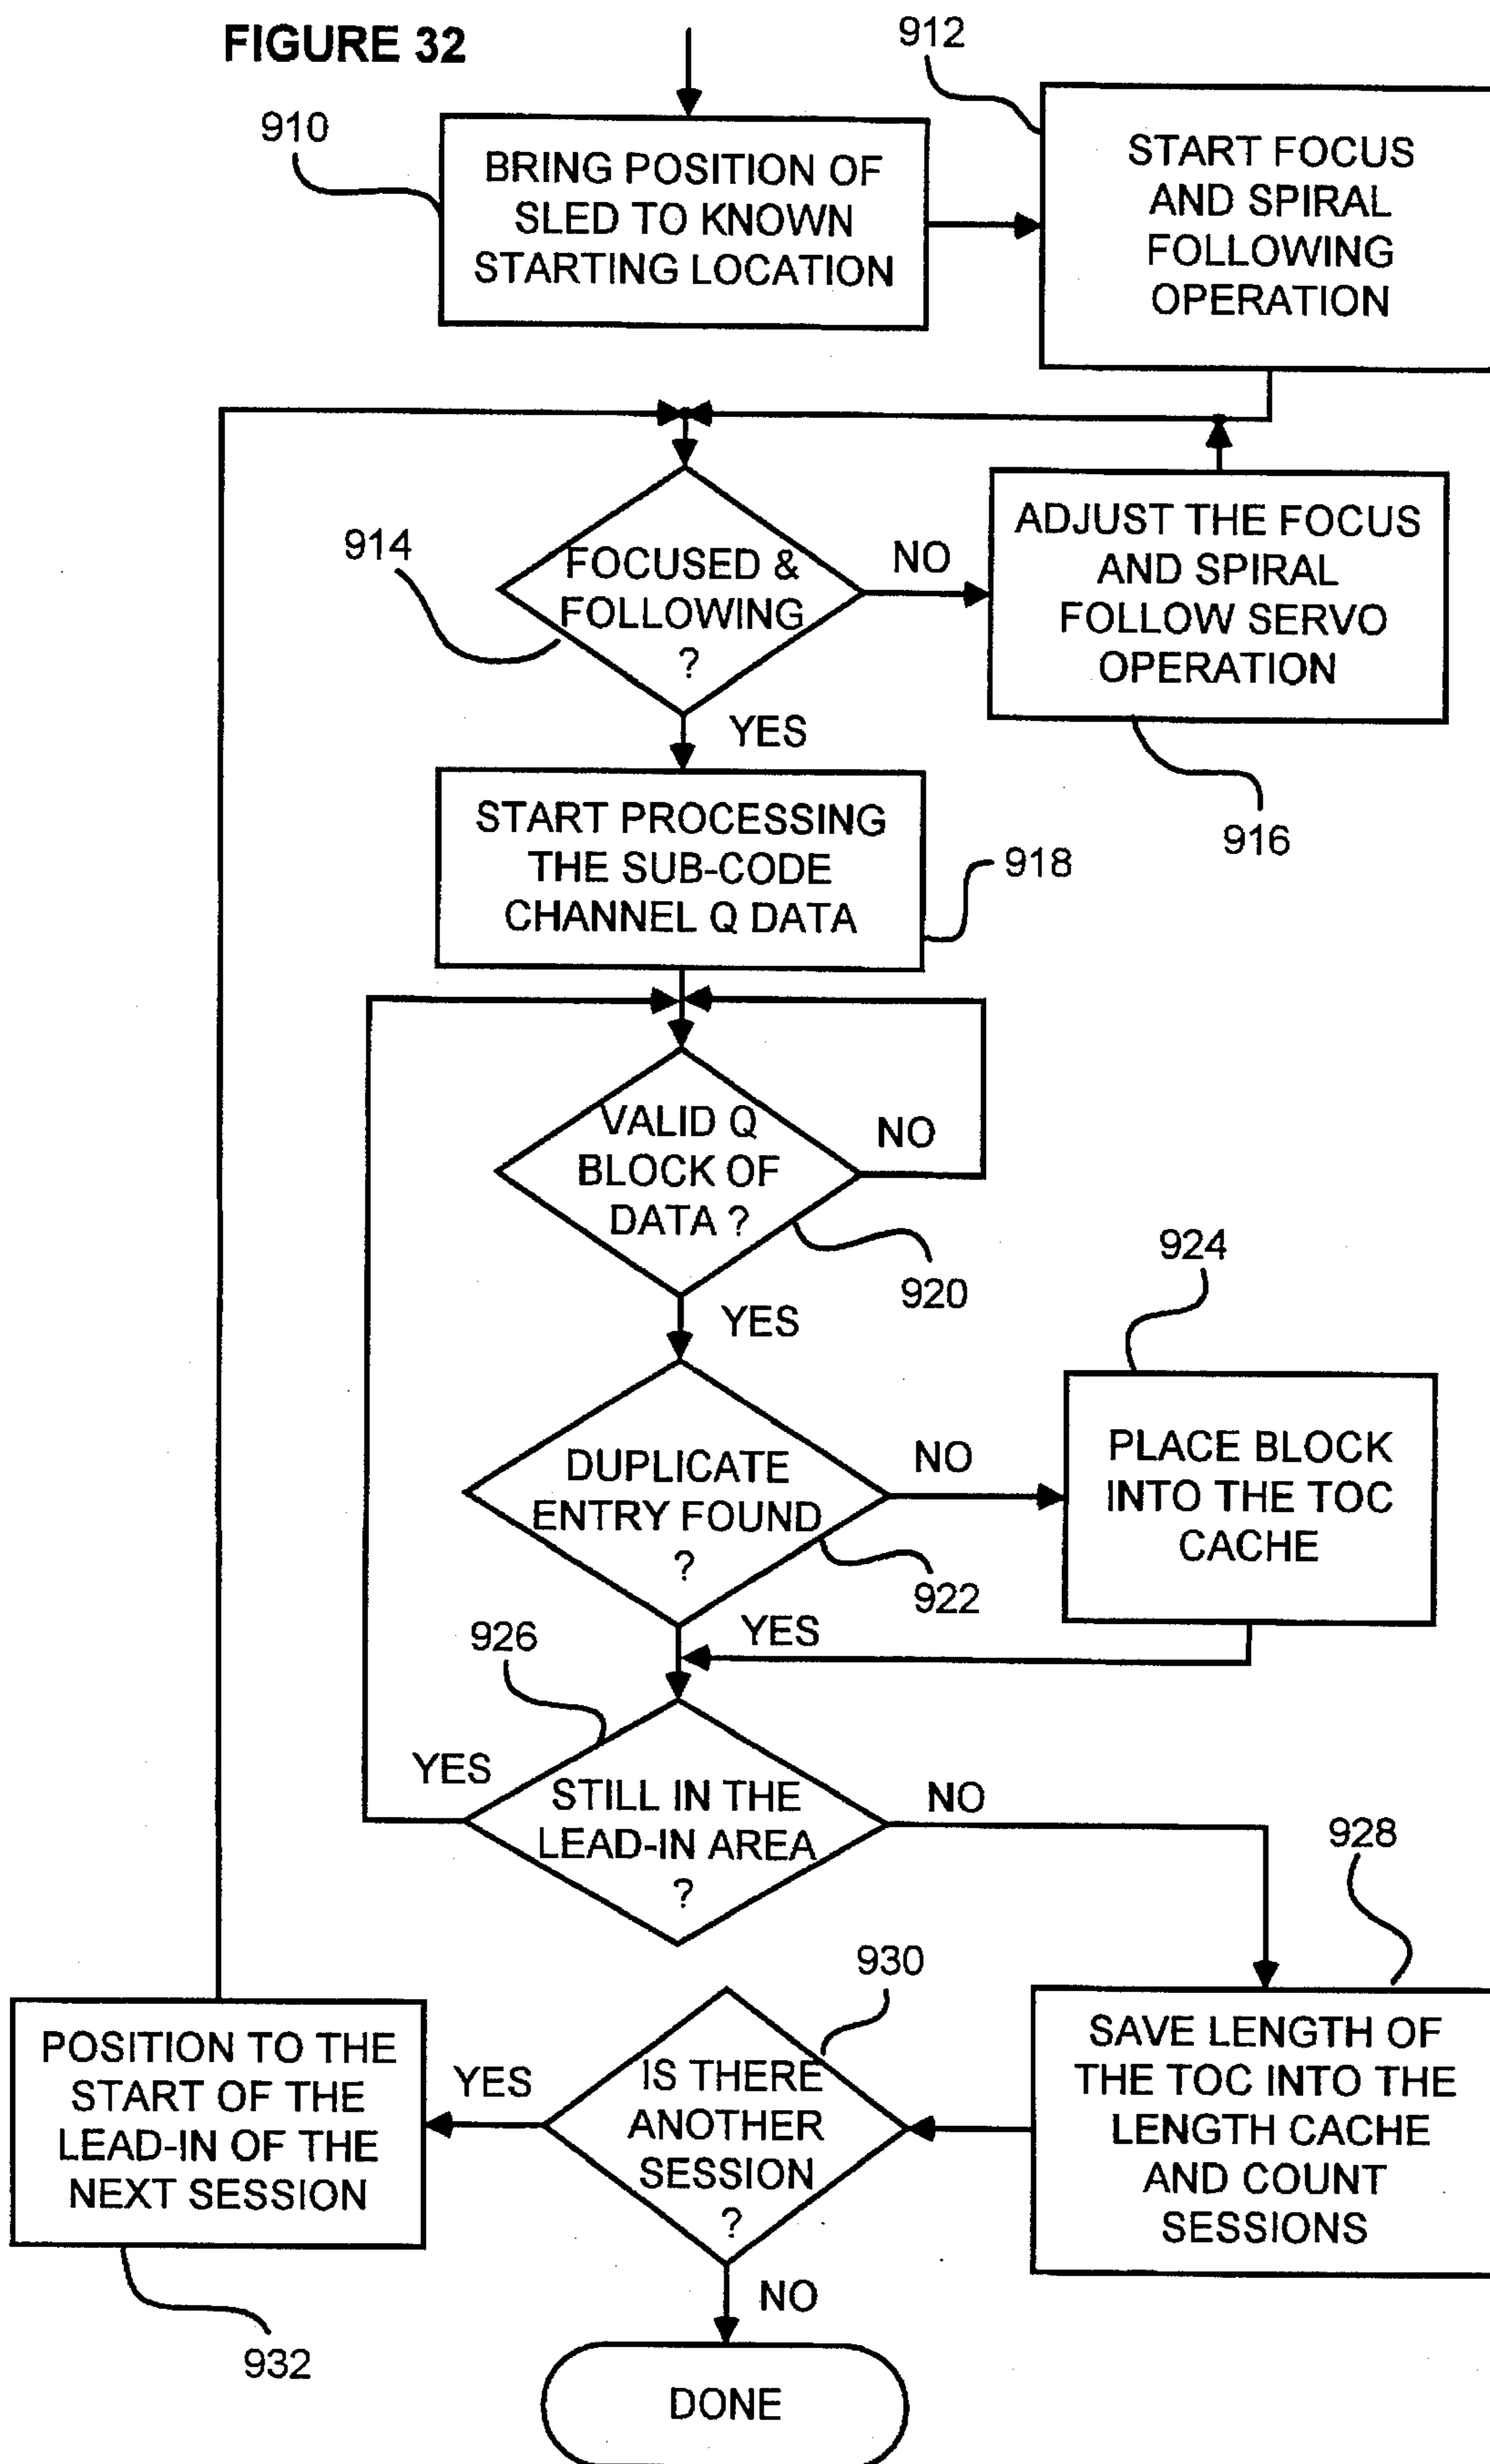 FIGURE 32
912
910
BRING POSITION OF
SLED TO KNOWN
STARTING LOCATION
START FOCUS
AND SPIRAL
FOLLOWING
OPERATION
914
FOCUSED &
FOLLOWING
?
NO
ADJUST THE FOCUS
AND SPIRAL
FOLLOW SERVO
OPERATION
916
YES
START PROCESSING
THE SUB-CODE
CHANNEL Q DATA
918
VALID Q
BLOCK OF
DATA ?
NO
920
YES
924
DUPLICATE
ENTRY FOUND
?
NO
922
PLACE BLOCK
INTO THE TOC
CACHE
YES
926
YES
STILL IN THE
LEAD-IN AREA
?
NO
928
SAVE LENGTH OF
THE TOC INTO THE
LENGTH CACHE
AND COUNT
SESSIONS
930
IS THERE
ANOTHER
SESSION
?
YES
POSITION TO THE
START OF THE
LEAD-IN OF THE
NEXT SESSION
932
NO
DONE